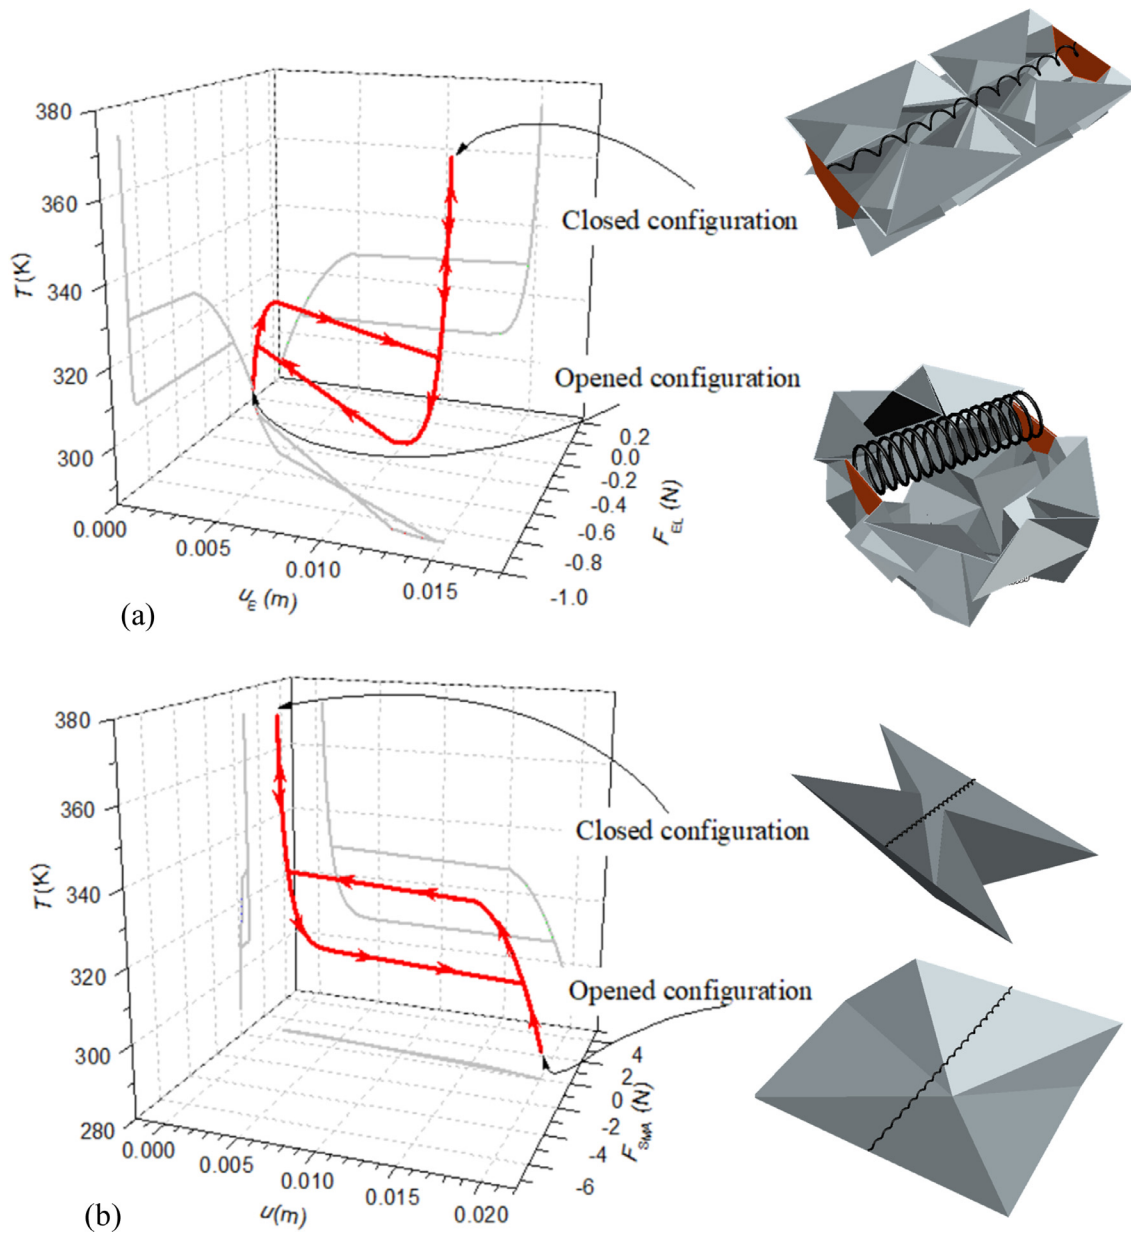 380
360
340
320
300
T(K)
Closed configuration
Opened configuration
0.000
0.005
0.010
0.015
u_E (m)
0.2
0.0
-0.2
-0.4
-0.6
-0.8
-1.0
F_EL (N)
(a)
380
360
340
320
300
280
T(K)
Closed configuration
Opened configuration
0.000
0.005
0.010
0.015
0.020
u(m)
4
2
0
-2
-4
-6
F_SMA (N)
(b)